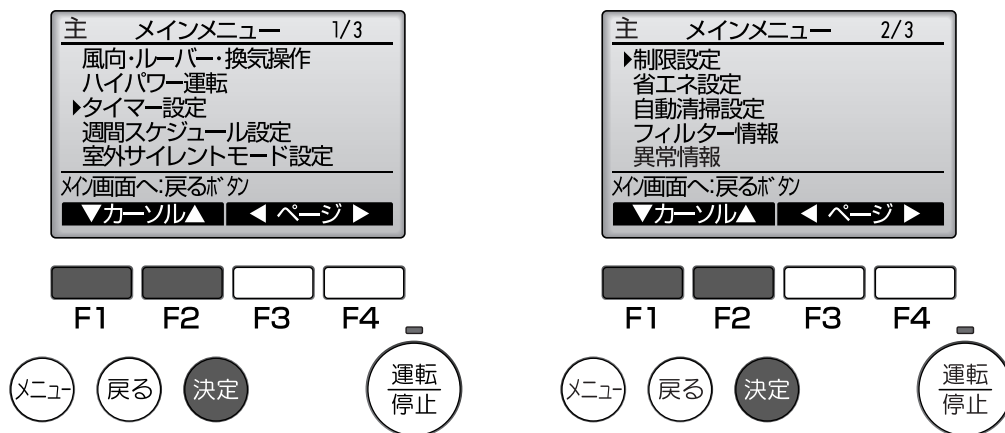 主 メインメニュー 1/3
風向・ルーバー・換気操作
ハイパワー運転
▶タイマー設定
週間スケジュール設定
室外サイレントモード設定
メイン画面へ:戻るボタン
▼カーソル▲ ◀ ページ ▶
F1 F2 F3 F4
メニュー 戻る 決定 運転
停止
主 メインメニュー 2/3
▶制限設定
省エネ設定
自動清掃設定
フィルター情報
異常情報
メイン画面へ:戻るボタン
▼カーソル▲ ◀ ページ ▶
F1 F2 F3 F4
メニュー 戻る 決定 運転
停止